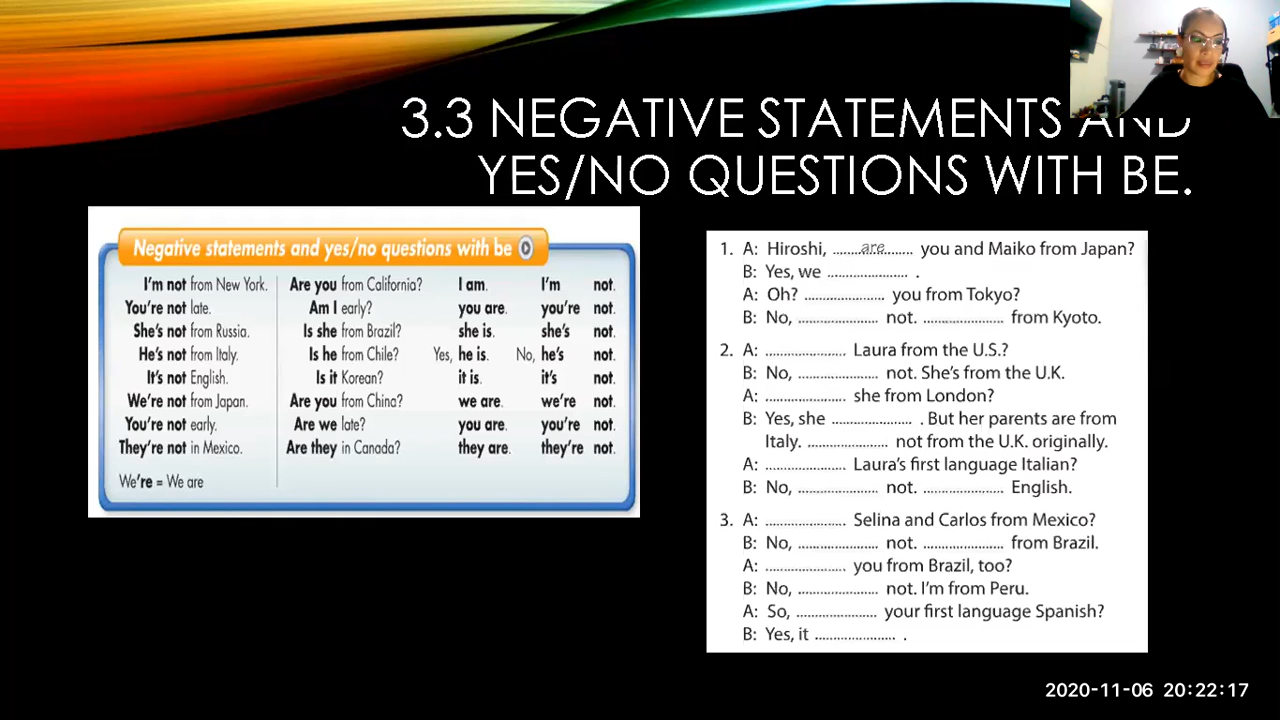 3.3 NEGATIVE STATEMENTS AND
YES/NO QUESTIONS WITH BE.
Negative statements and yes/no questions with be
I'm not from New York. Are you from California? I am. I'm not.
You're not late. Am I early? you are. you're not.
She's not from Russia. Is she from Brazil? she is. she's not.
He's not from Italy. Is he from Chile? Yes, he is. No, he's not.
It's not English. Is it Korean? it is. it's not.
We're not from Japan. Are you from China? we are. we're not.
You're not early. Are we late? you are. you're not.
They're not in Mexico. Are they in Canada? they are. they're not.
We're = We are
1. A: Hiroshi, ........are........ you and Maiko from Japan?
B: Yes, we .................... .
A: Oh? .................... you from Tokyo?
B: No, .................... not. .................... from Kyoto.
2. A: .................... Laura from the U.S.?
B: No, .................... not. She's from the U.K.
A: .................... she from London?
B: Yes, she .................... . But her parents are from
Italy. .................... not from the U.K. originally.
A: .................... Laura's first language Italian?
B: No, .................... not. .................... English.
3. A: .................... Selina and Carlos from Mexico?
B: No, .................... not. .................... from Brazil.
A: .................... you from Brazil, too?
B: No, .................... not. I'm from Peru.
A: So, .................... your first language Spanish?
B: Yes, it .................... .
2020-11-06 20:22:17